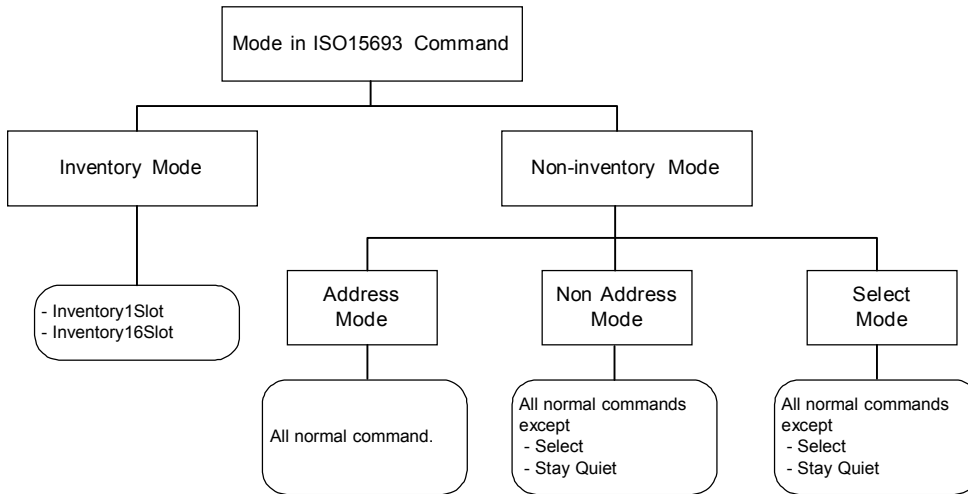 Mode in ISO15693 Command
Inventory Mode
Non-inventory Mode
- Inventory1Slot
- Inventory16Slot
Address
Mode
Non Address
Mode
Select
Mode
All normal command.
All normal commands
except
- Select
- Stay Quiet
All normal commands
except
- Select
- Stay Quiet